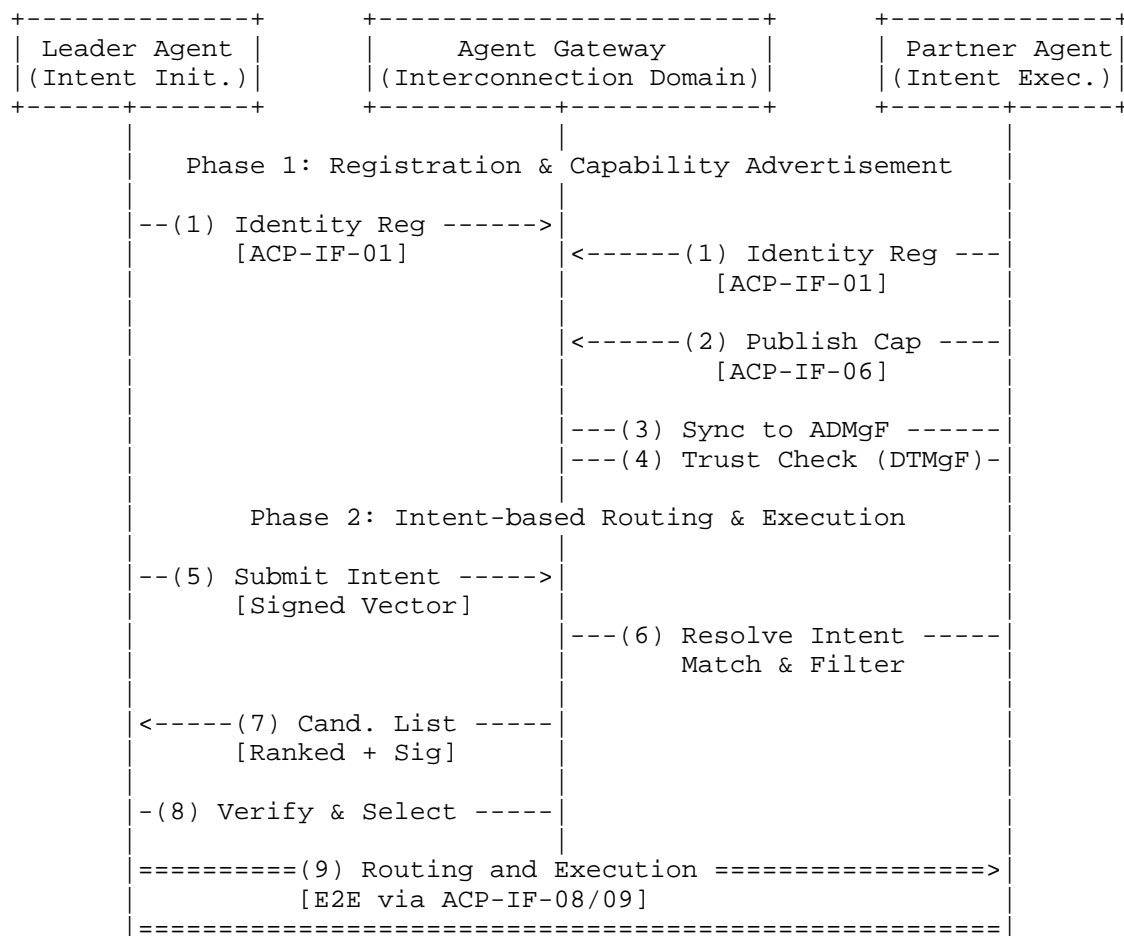 Leader Agent Agent Gateway Partner Agent
(Intent Init.) (Interconnection Domain) (Intent Exec.)
Phase 1: Registration & Capability Advertisement
--(1) Identity Reg ------>
[ACP-IF-01] <------(1) Identity Reg ---
[ACP-IF-01]
<------(2) Publish Cap ----
[ACP-IF-06]
---(3) Sync to ADMgF ------
---(4) Trust Check (DTMgF)-
Phase 2: Intent-based Routing & Execution
--(5) Submit Intent ----->
[Signed Vector]
---(6) Resolve Intent -----
Match & Filter
<-----(7) Cand. List -----
[Ranked + Sig]
-(8) Verify & Select -----
==========(9) Routing and Execution =================>
[E2E via ACP-IF-08/09]